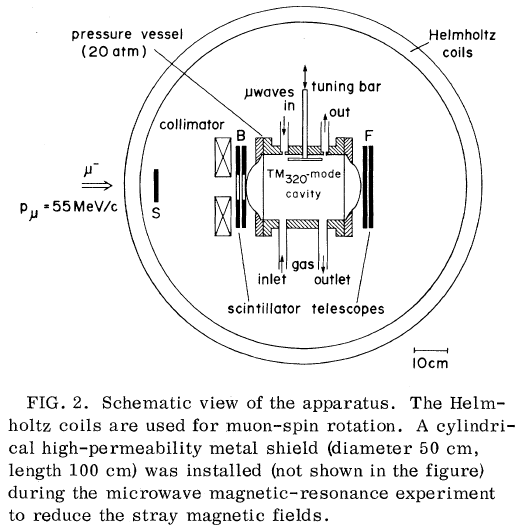 pressure vessel
(20 atm)
Helmholtz
coils
μwaves
in
tuning bar
out
collimator
B
F
μ⁻
S
pμ = 55 MeV/c
TM320-mode
cavity
gas
inlet
outlet
scintillator telescopes
10cm
FIG. 2. Schematic view of the apparatus. The Helm-
holtz coils are used for muon-spin rotation. A cylindri-
cal high-permeability metal shield (diameter 50 cm,
length 100 cm) was installed (not shown in the figure)
during the microwave magnetic-resonance experiment
to reduce the stray magnetic fields.